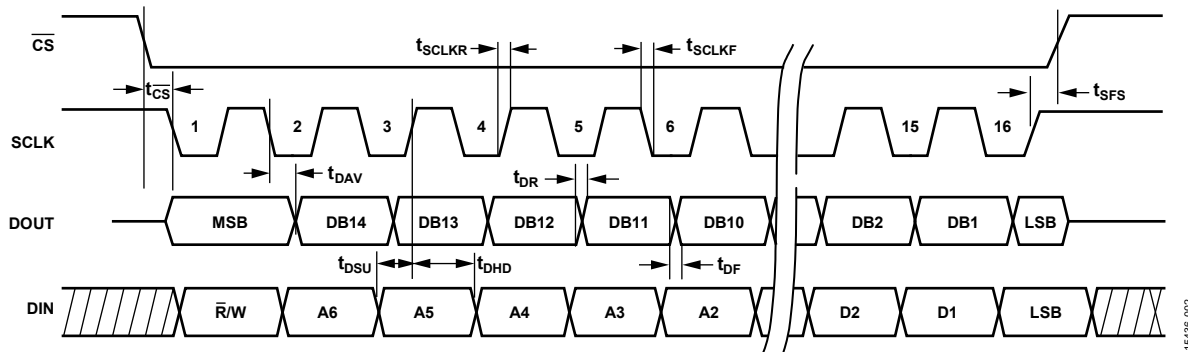 CS
tSCLKR
tSCLKF
tCS
tSFS
SCLK
1 2 3 4 5 6 15 16
tDAV
tDR
DOUT
MSB DB14 DB13 DB12 DB11 DB10 DB2 DB1 LSB
tDSU
tDHD
tDF
DIN
R̅/W A6 A5 A4 A3 A2 D2 D1 LSB
15436-002